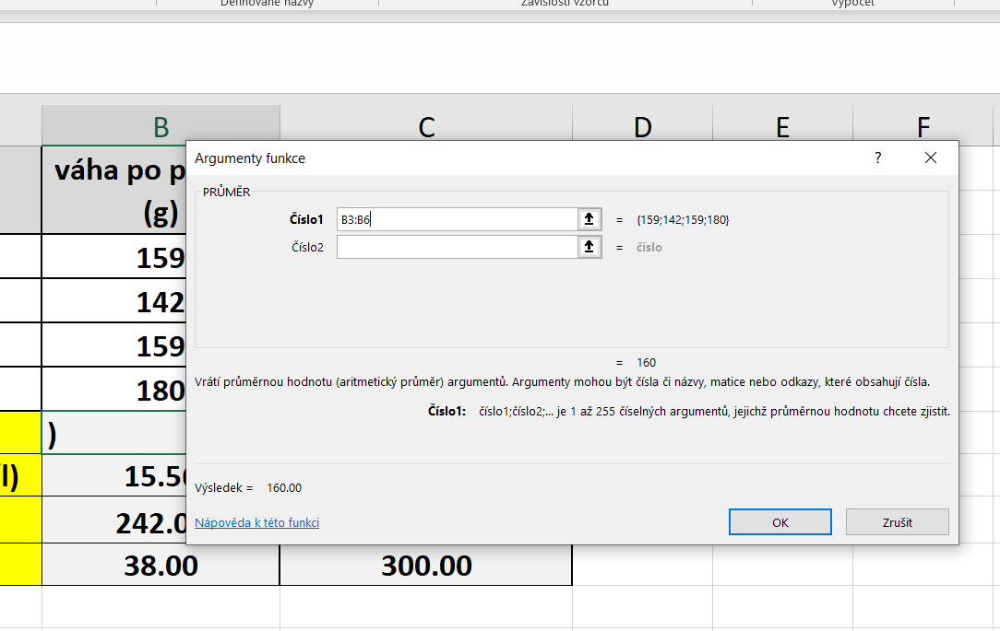 Definované názvy Závislosti vzorců Výpočet
B C D E F
váha po p
(g)
159
142
159
180
)
l) 15.5
242.0
38.00 300.00
Argumenty funkce ?
PRŮMĚR
Číslo1 B3:B6 = {159;142;159;180}
Číslo2 = číslo
= 160
Vrátí průměrnou hodnotu (aritmetický průměr) argumentů. Argumenty mohou být čísla či názvy, matice nebo odkazy, které obsahují čísla.
Číslo1: číslo1;číslo2;... je 1 až 255 číselných argumentů, jejichž průměrnou hodnotu chcete zjistit.
Výsledek = 160.00
Nápověda k této funkci OK Zrušit